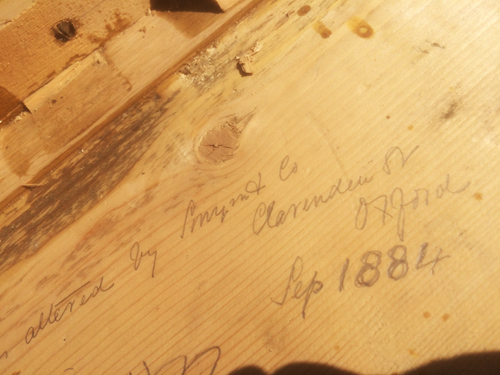 altered by Co
Clarendon St
Oxford
Sep 1884